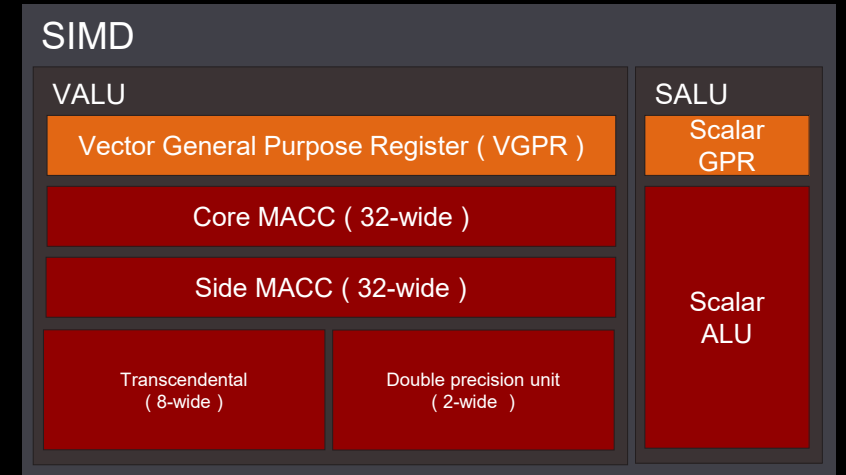 SIMD
VALU
Vector General Purpose Register ( VGPR )
Core MACC ( 32-wide )
Side MACC ( 32-wide )
Transcendental
( 8-wide )
Double precision unit
( 2-wide  )
SALU
Scalar
GPR
Scalar
ALU